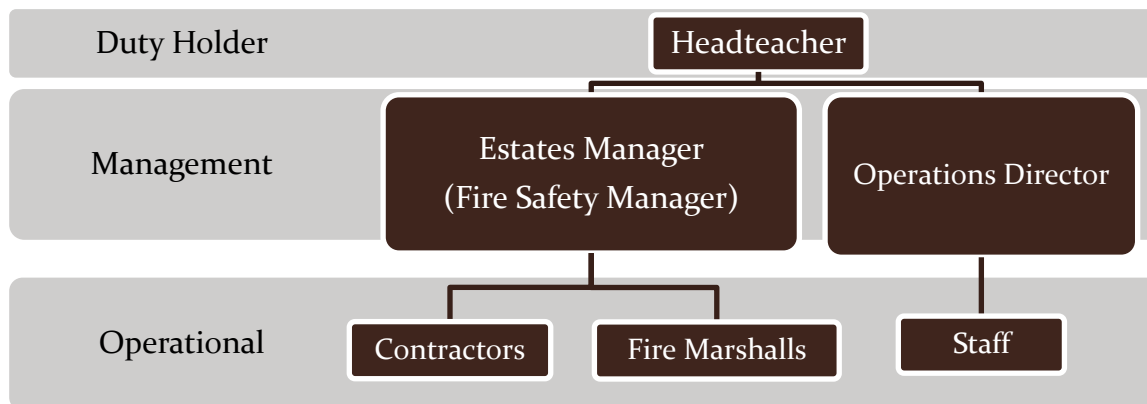 Duty Holder
Headteacher
Management
Estates Manager
(Fire Safety Manager)
Operations Director
Operational
Contractors
Fire Marshalls
Staff